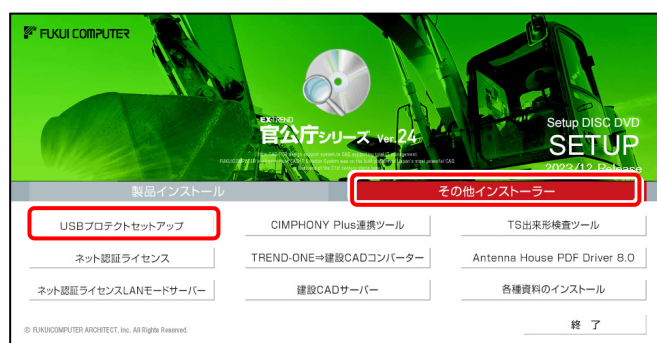 FUKUI COMPUTER
EX-TREND
官公庁シリーズ Ver.24
Setup DISC DVD
SETUP
2023/12 Release
製品インストール
その他インストーラー
USBプロテクトセットアップ
CIMPHONY Plus連携ツール
TS出来形検査ツール
ネット認証ライセンス
TREND-ONE⇒建設CADコンバーター
Antenna House PDF Driver 8.0
ネット認証ライセンスLANモードサーバー
建設CADサーバー
各種資料のインストール
© FUKUICOMPUTER ARCHITECT, Inc. All Rights Reserved.
終 了